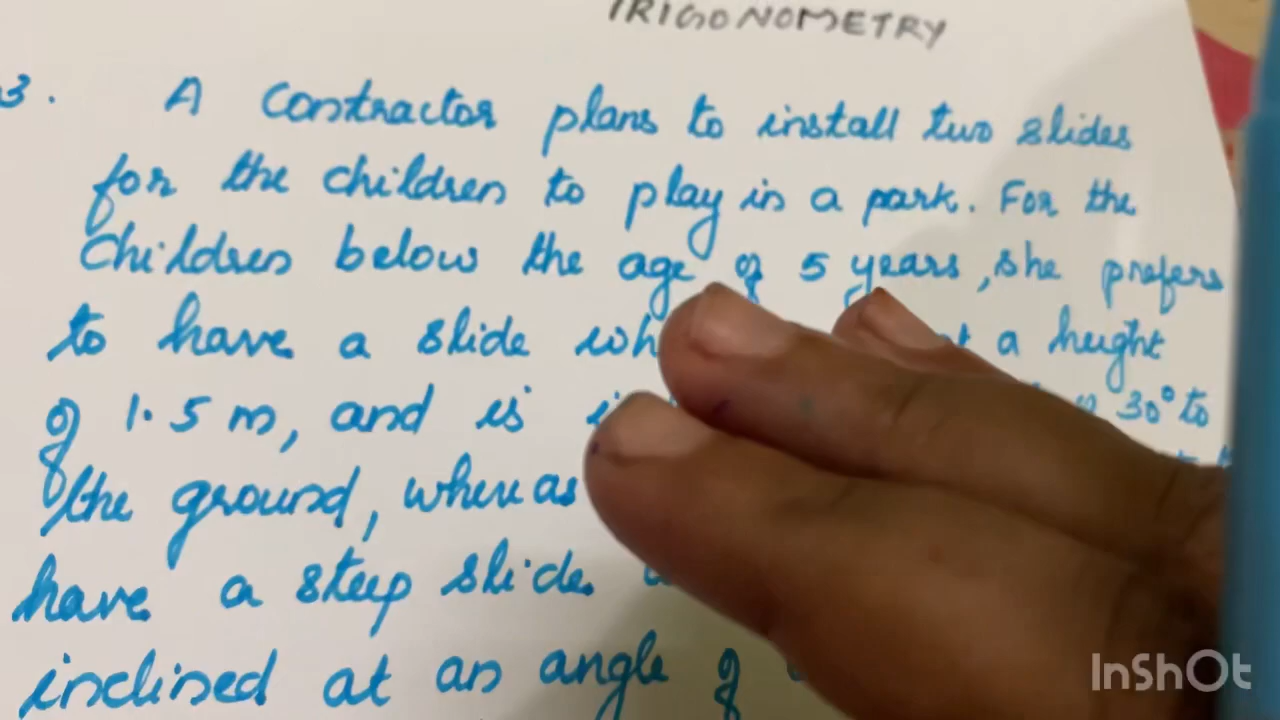 TRIGONOMETRY
3. A contractor plans to install two slides
for the children to play in a park. For the
children below the age of 5 years, she prefers
to have a slide at a height
of 1.5 m, and is 30° to
the ground, whereas
have a steep slide
inclined at an angle of
InShOt